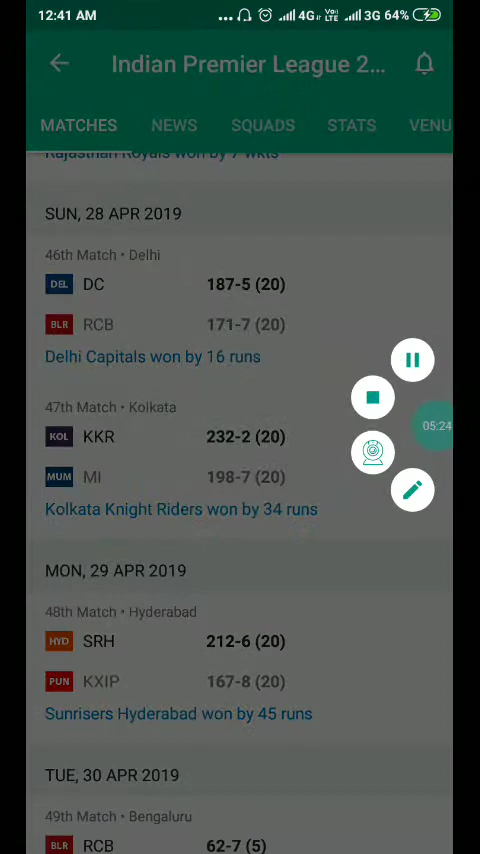 12:41 AM ... 4G VoLTE 3G 64%
Indian Premier League 2...
MATCHES NEWS SQUADS STATS VENU
Rajasthan Royals won by 7 wkts
SUN, 28 APR 2019
46th Match • Delhi
DEL DC 187-5 (20)
BLR RCB 171-7 (20)
Delhi Capitals won by 16 runs
47th Match • Kolkata
KOL KKR 232-2 (20)
05:24
MUM MI 198-7 (20)
Kolkata Knight Riders won by 34 runs
MON, 29 APR 2019
48th Match • Hyderabad
HYD SRH 212-6 (20)
PUN KXIP 167-8 (20)
Sunrisers Hyderabad won by 45 runs
TUE, 30 APR 2019
49th Match • Bengaluru
BLR RCB 62-7 (5)